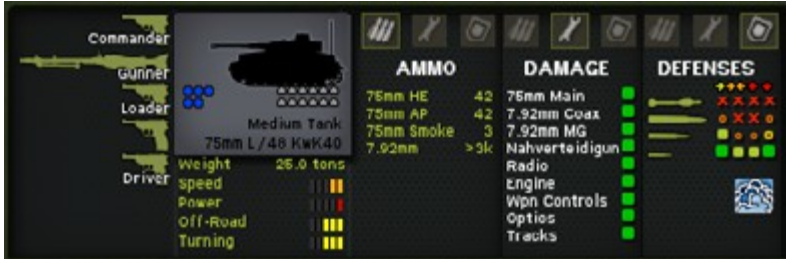 Commander
Gunner
Loader
Driver
Medium Tank
75mm L/48 KwK40
Weight 25.0 tons
Speed
Power
Off-Road
Turning
AMMO
75mm HE 42
75mm AP 42
75mm Smoke 3
7.92mm >3k
DAMAGE
75mm Main
7.92mm Coax
7.92mm MG
Nahverteidigun
Radio
Engine
Wpn Controls
Optics
Tracks
DEFENSES